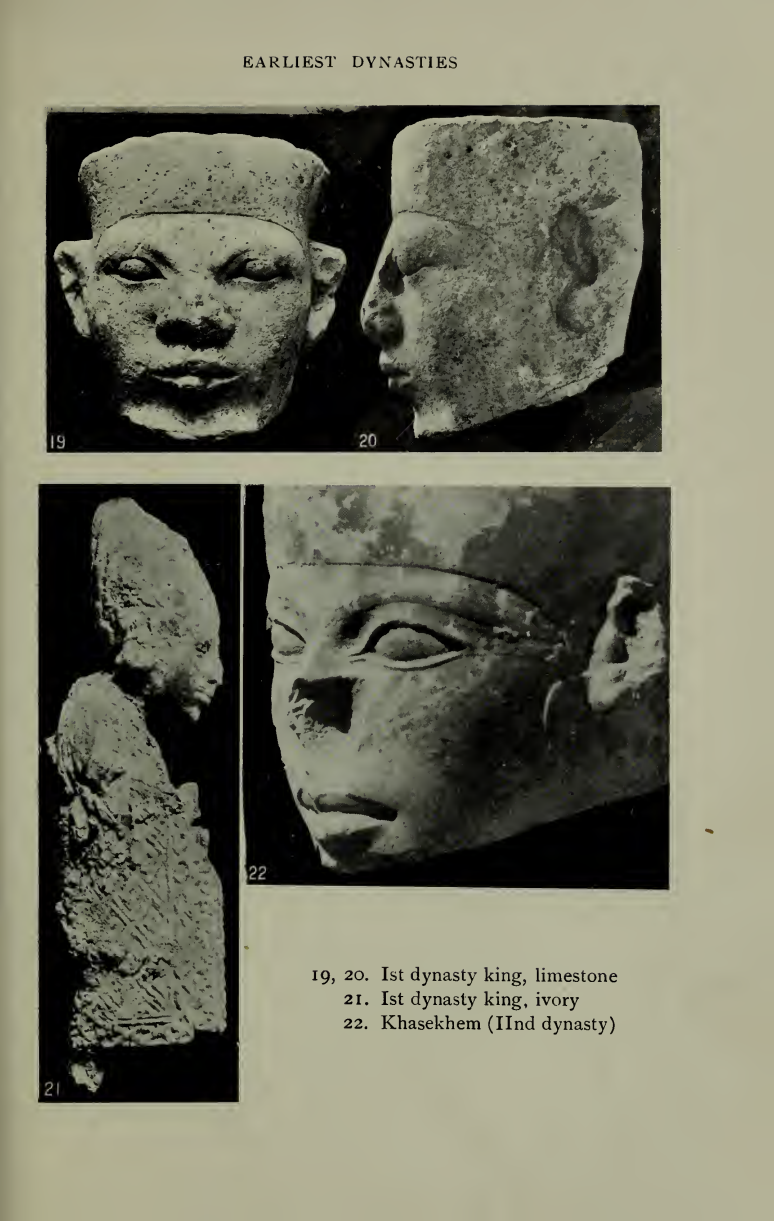 EARLIEST DYNASTIES
19
20
21
22
19, 20. Ist dynasty king, limestone
21. Ist dynasty king, ivory
22. Khasekhem (IInd dynasty)